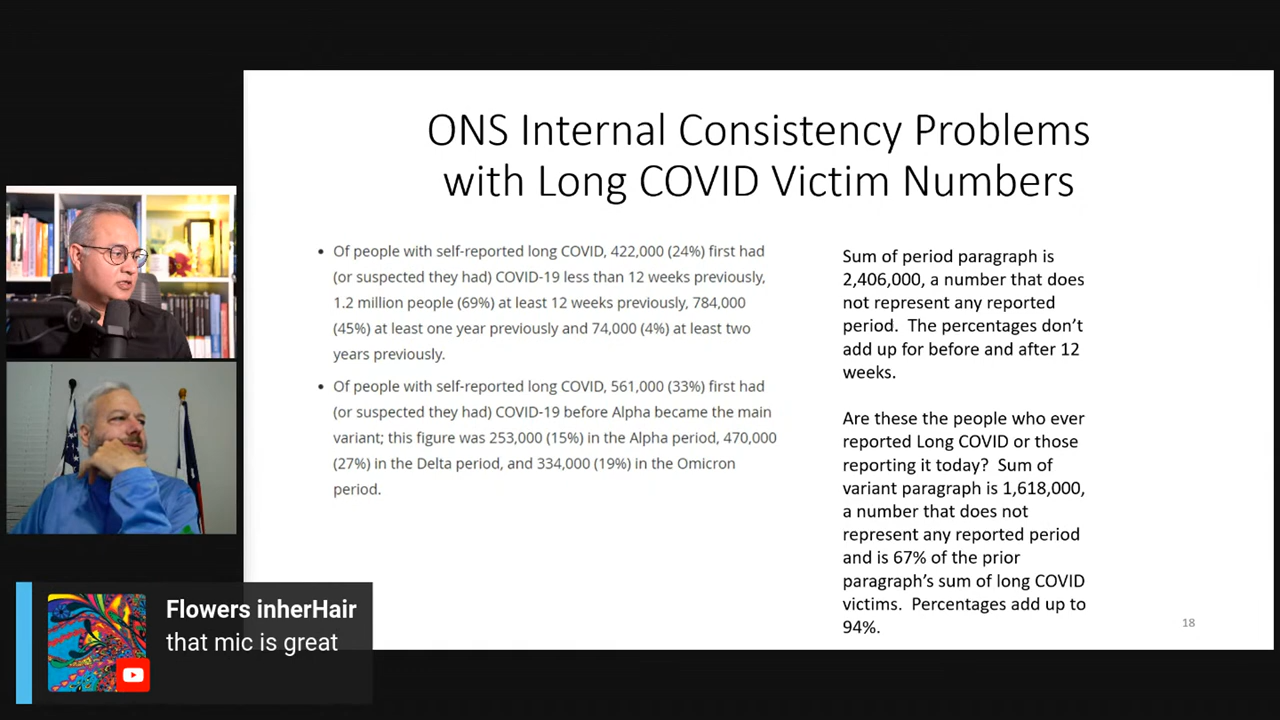 ONS Internal Consistency Problems
with Long COVID Victim Numbers
• Of people with self-reported long COVID, 422,000 (24%) first had
(or suspected they had) COVID-19 less than 12 weeks previously,
1.2 million people (69%) at least 12 weeks previously, 784,000
(45%) at least one year previously and 74,000 (4%) at least two
years previously.
• Of people with self-reported long COVID, 561,000 (33%) first had
(or suspected they had) COVID-19 before Alpha became the main
variant; this figure was 253,000 (15%) in the Alpha period, 470,000
(27%) in the Delta period, and 334,000 (19%) in the Omicron
period.
Sum of period paragraph is
2,406,000, a number that does
not represent any reported
period. The percentages don't
add up for before and after 12
weeks.
Are these the people who ever
reported Long COVID or those
reporting it today? Sum of
variant paragraph is 1,618,000,
a number that does not
represent any reported period
and is 67% of the prior
paragraph's sum of long COVID
victims. Percentages add up to
94%.
18
Flowers inherHair
that mic is great